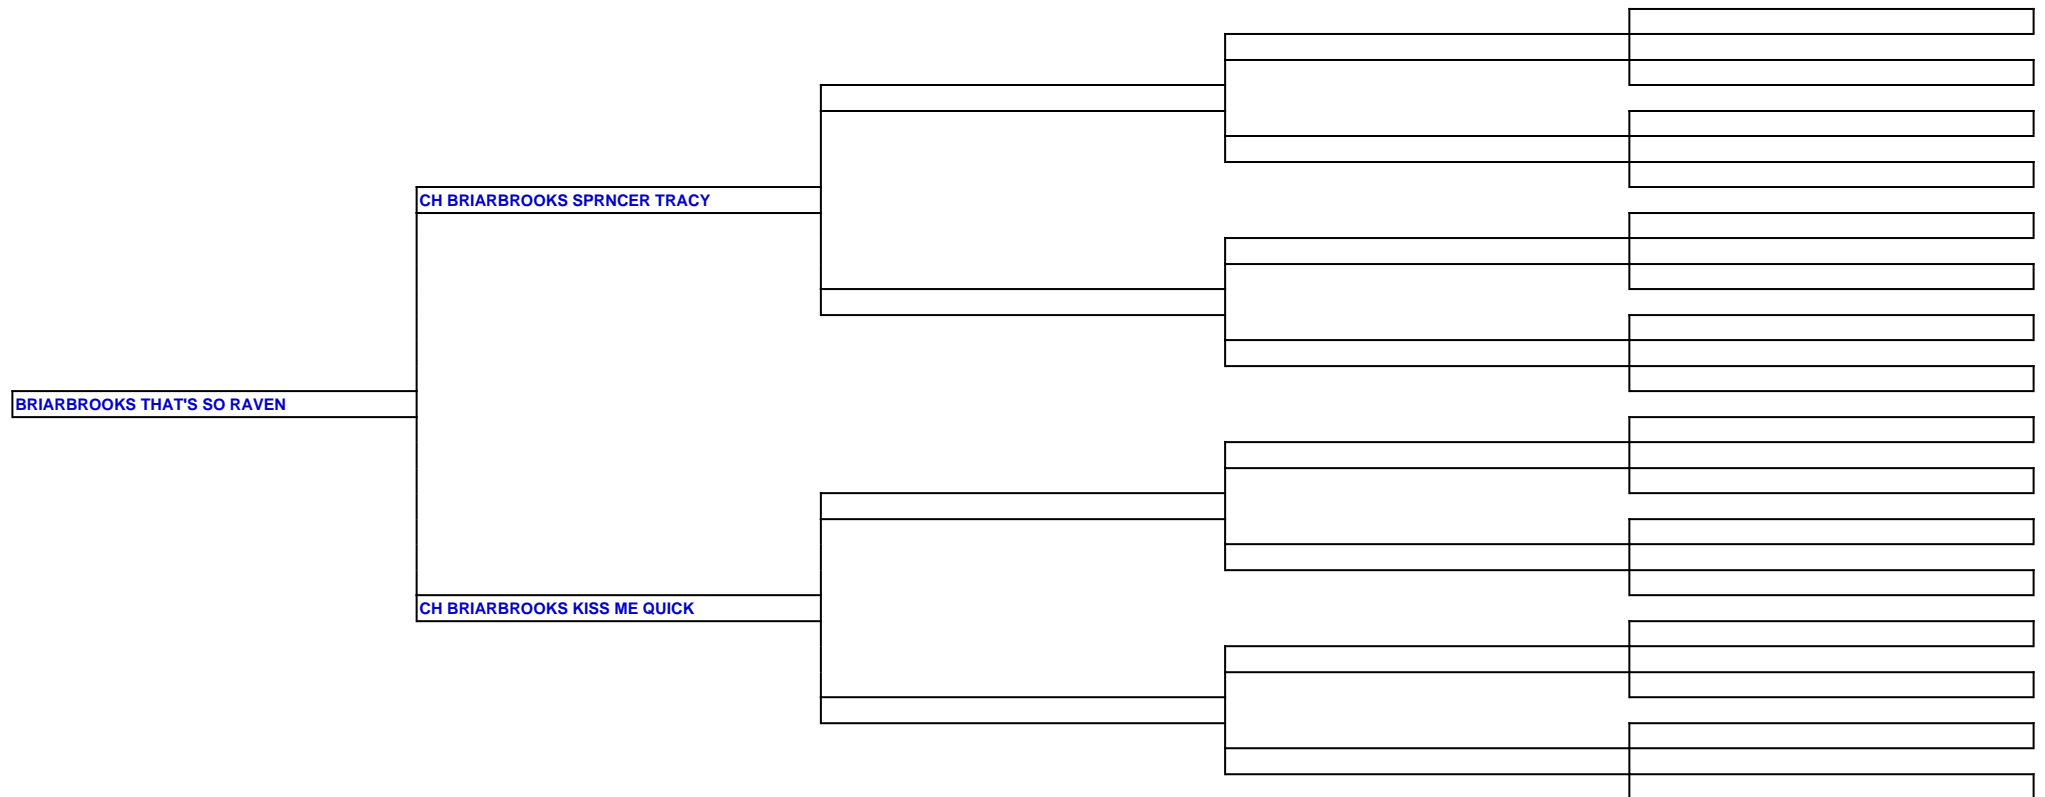 CH BRIARBROOKS SPRNCER TRACY
BRIARBROOKS THAT'S SO RAVEN
CH BRIARBROOKS KISS ME QUICK